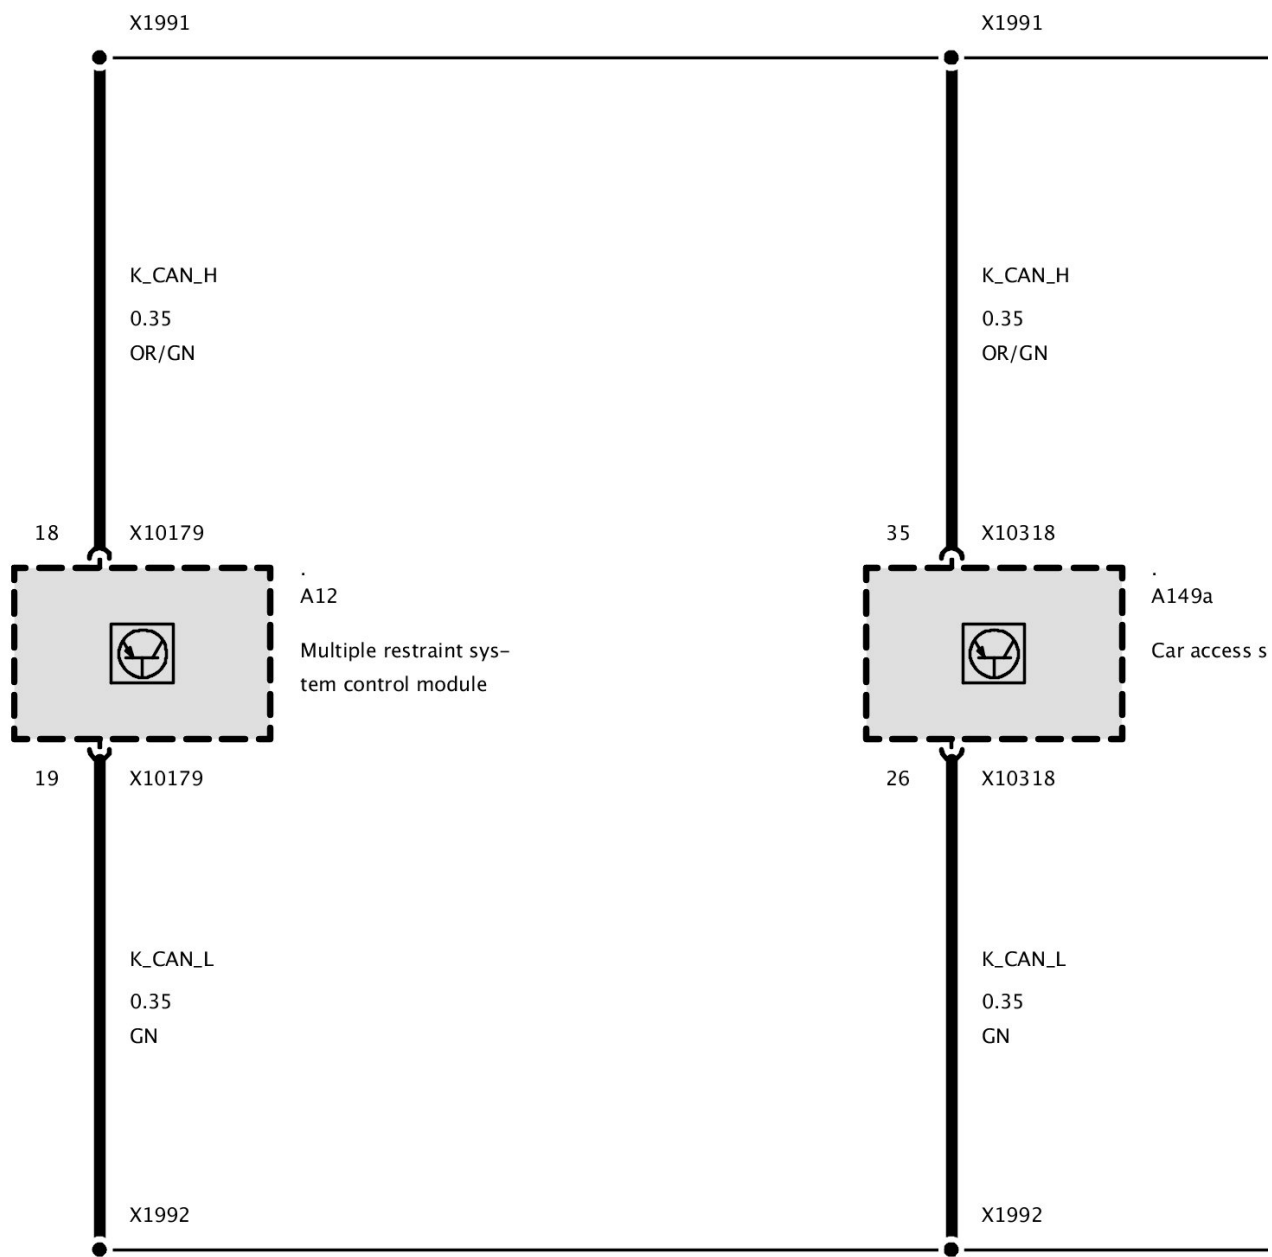 X1991
X1991
K_CAN_H
0.35
OR/GN
K_CAN_H
0.35
OR/GN
18
X10179
35
X10318
.
A12
Multiple restraint sys-
tem control module
.
A149a
Car access s
19
X10179
26
X10318
K_CAN_L
0.35
GN
K_CAN_L
0.35
GN
X1992
X1992